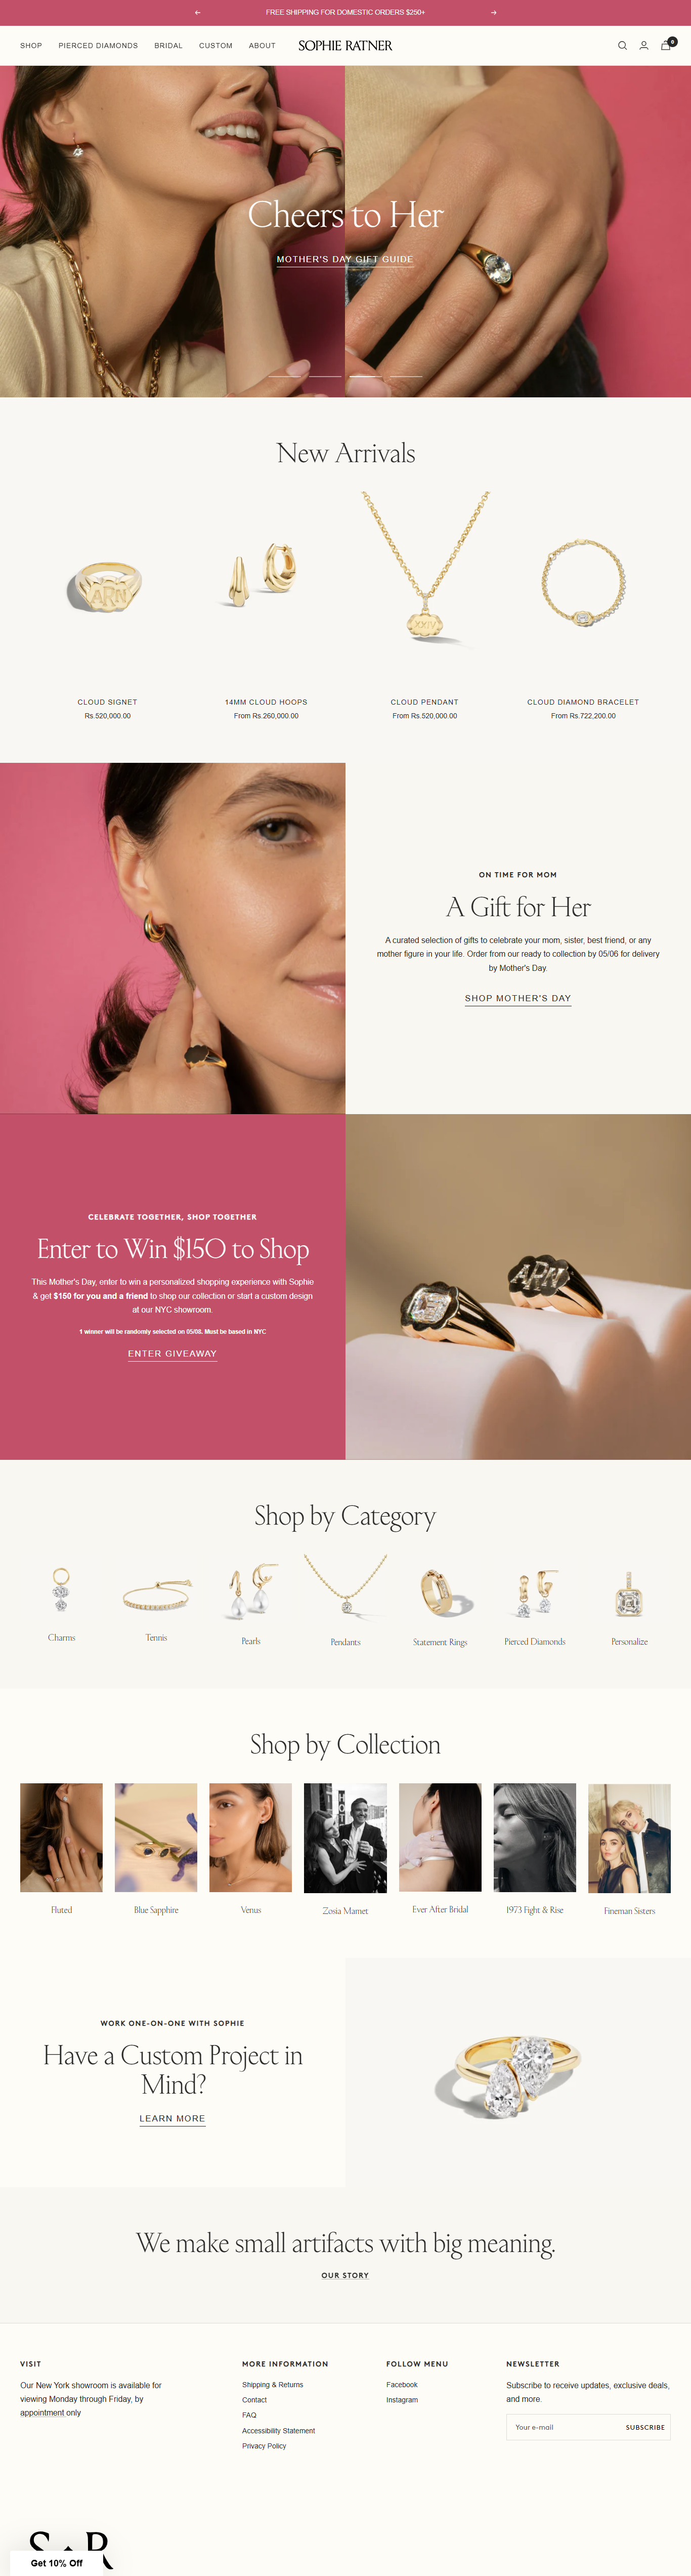 FREE SHIPPING FOR DOMESTIC ORDERS $250+
SHOP PIERCED DIAMONDS BRIDAL CUSTOM ABOUT SOPHIE RATNER 0
Cheers to Her
MOTHER'S DAY GIFT GUIDE
New Arrivals
ARN
XXIV
CLOUD SIGNET
Rs.520,000.00
14MM CLOUD HOOPS
From Rs.260,000.00
CLOUD PENDANT
From Rs.520,000.00
CLOUD DIAMOND BRACELET
From Rs.722,200.00
ON TIME FOR MOM
A Gift for Her
A curated selection of gifts to celebrate your mom, sister, best friend, or any
mother figure in your life. Order from our ready to collection by 05/06 for delivery
by Mother's Day.
SHOP MOTHER'S DAY
CELEBRATE TOGETHER, SHOP TOGETHER
Enter to Win $150 to Shop
This Mother's Day, enter to win a personalized shopping experience with Sophie
& get $150 for you and a friend to shop our collection or start a custom design
at our NYC showroom.
1 winner will be randomly selected on 05/08. Must be based in NYC
ENTER GIVEAWAY
ARN
Shop by Category
Charms
Tennis
Pearls
Pendants
Statement Rings
Pierced Diamonds
Personalize
Shop by Collection
Fluted
Blue Sapphire
Venus
Zosia Mamet
Ever After Bridal
1973 Fight & Rise
Fineman Sisters
WORK ONE-ON-ONE WITH SOPHIE
Have a Custom Project in
Mind?
LEARN MORE
We make small artifacts with big meaning.
OUR STORY
VISIT
Our New York showroom is available for
viewing Monday through Friday, by
appointment only
MORE INFORMATION
Shipping & Returns
Contact
FAQ
Accessibility Statement
Privacy Policy
FOLLOW MENU
Facebook
Instagram
NEWSLETTER
Subscribe to receive updates, exclusive deals,
and more.
Your e-mail SUBSCRIBE
S R
Get 10% Off